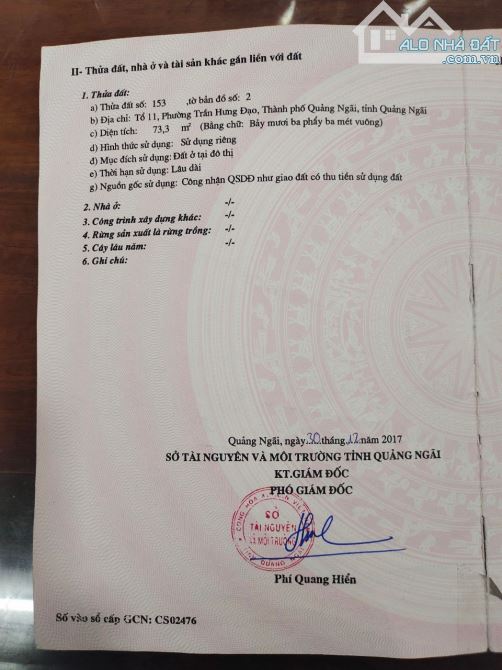 ALO NHÀ ĐẤT
.com.vn
II- Thửa đất, nhà ở và tài sản khác gắn liền với đất
1. Thửa đất:
a) Thửa đất số: 153 ,tờ bản đồ số: 2
b) Địa chỉ: Tổ 11, Phường Trần Hưng Đạo, Thành phố Quảng Ngãi, tỉnh Quảng Ngãi
c) Diện tích: 73,3 m² (Bằng chữ: Bảy mươi ba phẩy ba mét vuông)
d) Hình thức sử dụng: Sử dụng riêng
đ) Mục đích sử dụng: Đất ở tại đô thị
e) Thời hạn sử dụng: Lâu dài
g) Nguồn gốc sử dụng: Công nhận QSDĐ như giao đất có thu tiền sử dụng đất
2. Nhà ở: -/-
3. Công trình xây dựng khác: -/-
4. Rừng sản xuất là rừng trồng: -/-
5. Cây lâu năm: -/-
6. Ghi chú:
Quảng Ngãi, ngày 30 tháng 12 năm 2017
SỞ TÀI NGUYÊN VÀ MÔI TRƯỜNG TỈNH QUẢNG NGÃI
KT.GIÁM ĐỐC
PHÓ GIÁM ĐỐC
SỞ
TÀI NGUYÊN
VÀ MÔI TRƯỜNG
TỈNH QUẢNG NGÃI
Phí Quang Hiển
Số vào sổ cấp GCN: CS02476